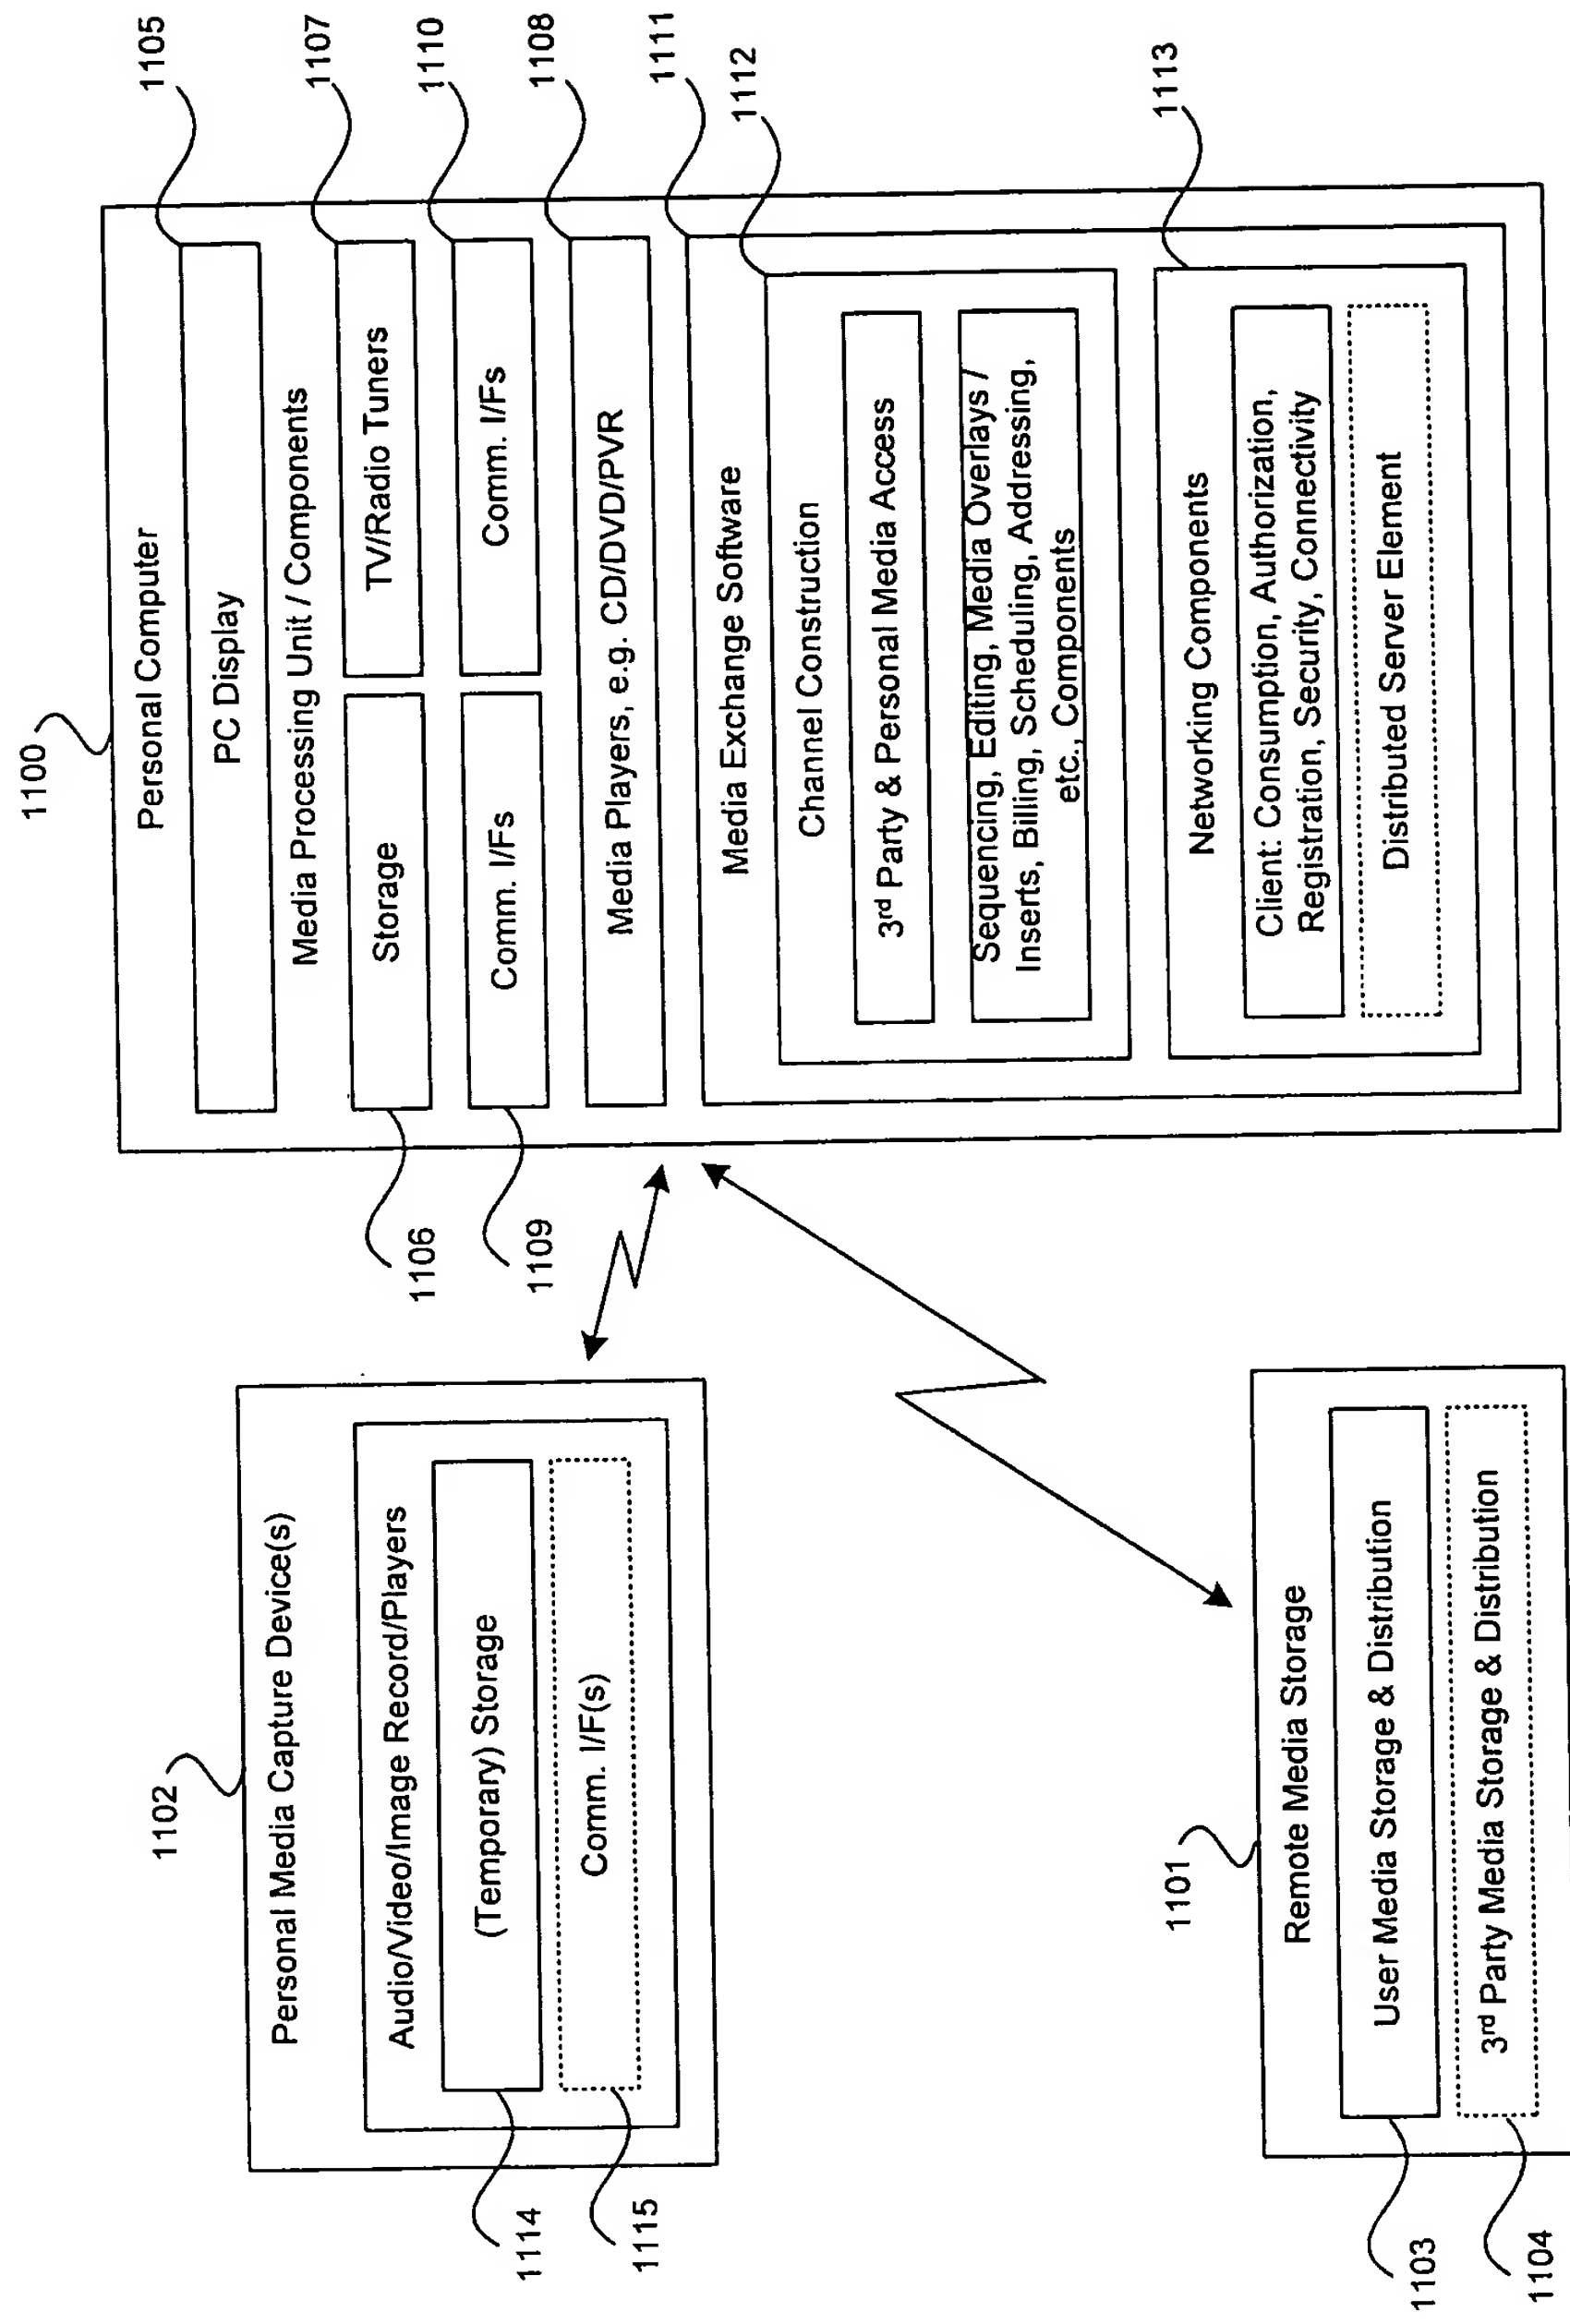 1100
Personal Computer
1105
PC Display
Media Processing Unit / Components
1106
Storage
TV/Radio Tuners
1107
1109
Comm. I/Fs
Comm. I/Fs
1110
Media Players, e.g. CD/DVD/PVR
1108
1111
Media Exchange Software
1112
Channel Construction
3rd Party & Personal Media Access
Sequencing, Editing, Media Overlays /
Inserts, Billing, Scheduling, Addressing,
etc., Components
1113
Networking Components
Client: Consumption, Authorization,
Registration, Security, Connectivity
Distributed Server Element
1102
Personal Media Capture Device(s)
Audio/Video/Image Record/Players
(Temporary) Storage
1114
Comm. I/F(s)
1115
1101
Remote Media Storage
User Media Storage & Distribution
1103
3rd Party Media Storage & Distribution
1104